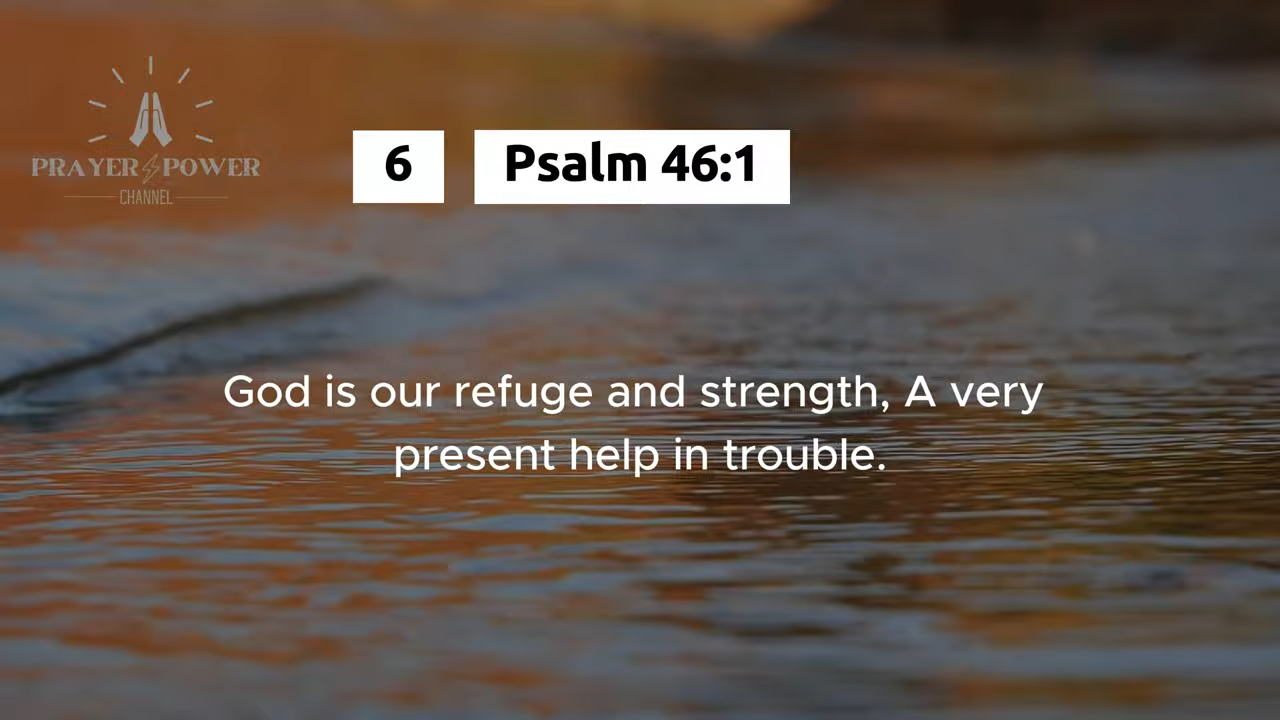 PRAYER POWER
CHANNEL
6 Psalm 46:1
God is our refuge and strength, A very
present help in trouble.